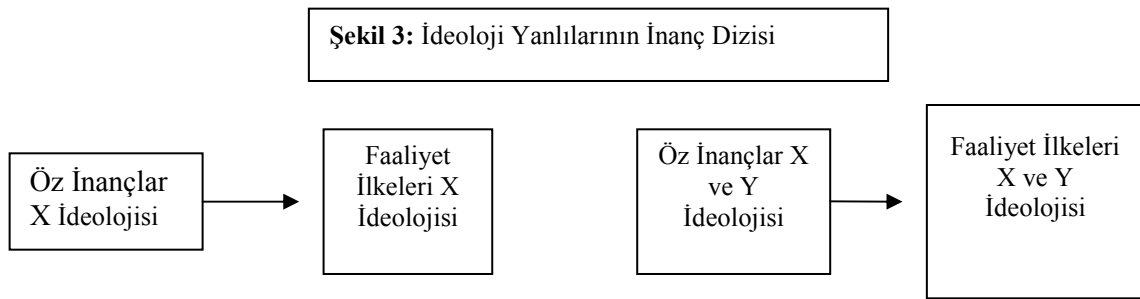 Şekil 3: İdeoloji Yanlılarının İnanç Dizisi
Öz İnançlar
X İdeolojisi
Faaliyet
İlkeleri X
İdeolojisi
Öz İnançlar X
ve Y
İdeolojisi
Faaliyet İlkeleri
X ve Y
İdeolojisi